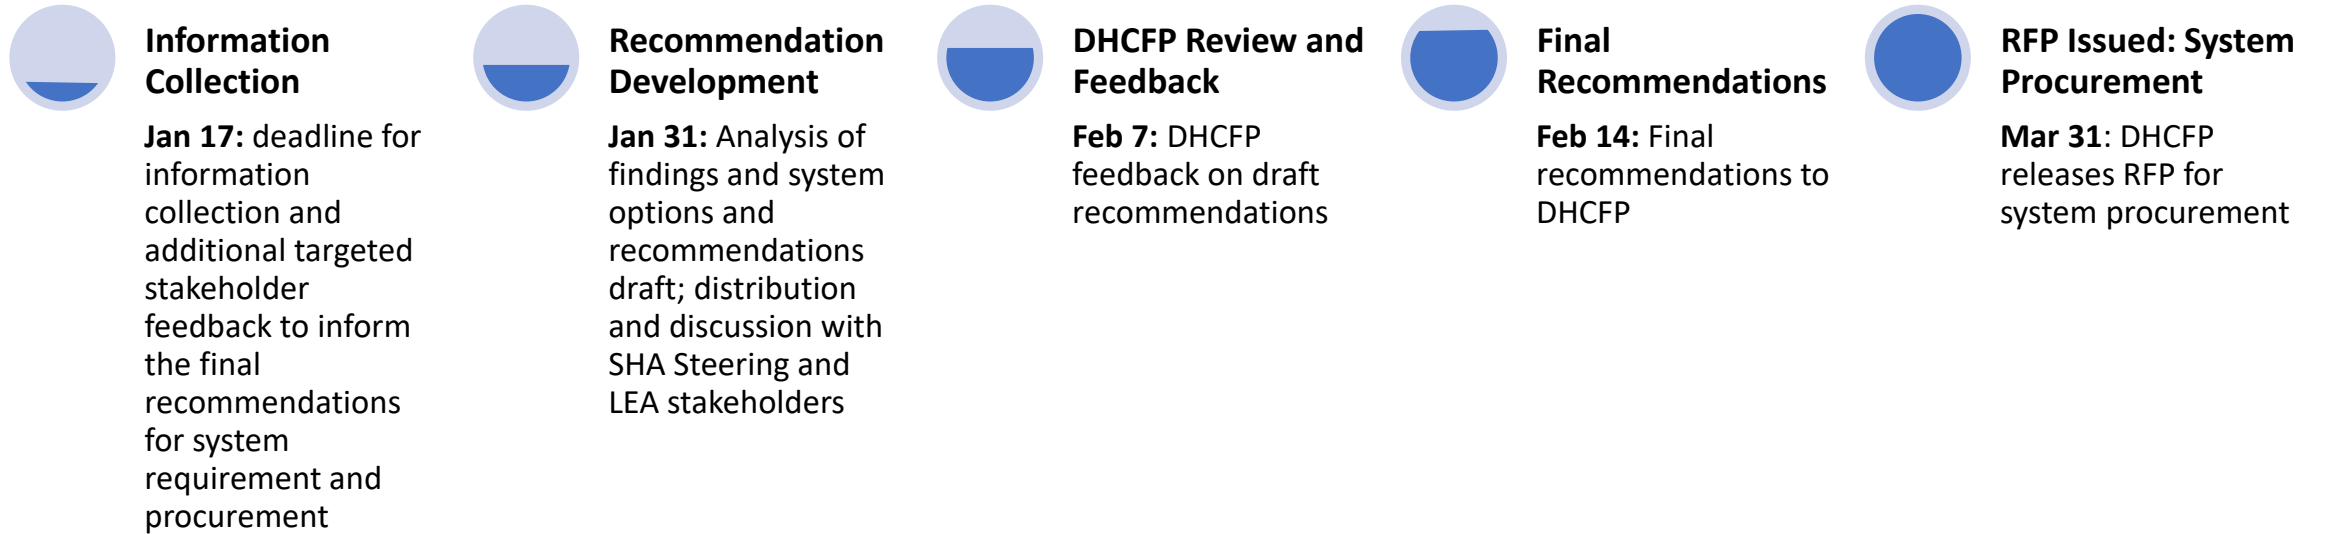 Information
Collection
Jan 17: deadline for
information
collection and
additional targeted
stakeholder
feedback to inform
the final
recommendations
for system
requirement and
procurement
Recommendation
Development
Jan 31: Analysis of
findings and system
options and
recommendations
draft; distribution
and discussion with
SHA Steering and
LEA stakeholders
DHCFP Review and
Feedback
Feb 7: DHCFP
feedback on draft
recommendations
Final
Recommendations
Feb 14: Final
recommendations to
DHCFP
RFP Issued: System
Procurement
Mar 31: DHCFP
releases RFP for
system procurement